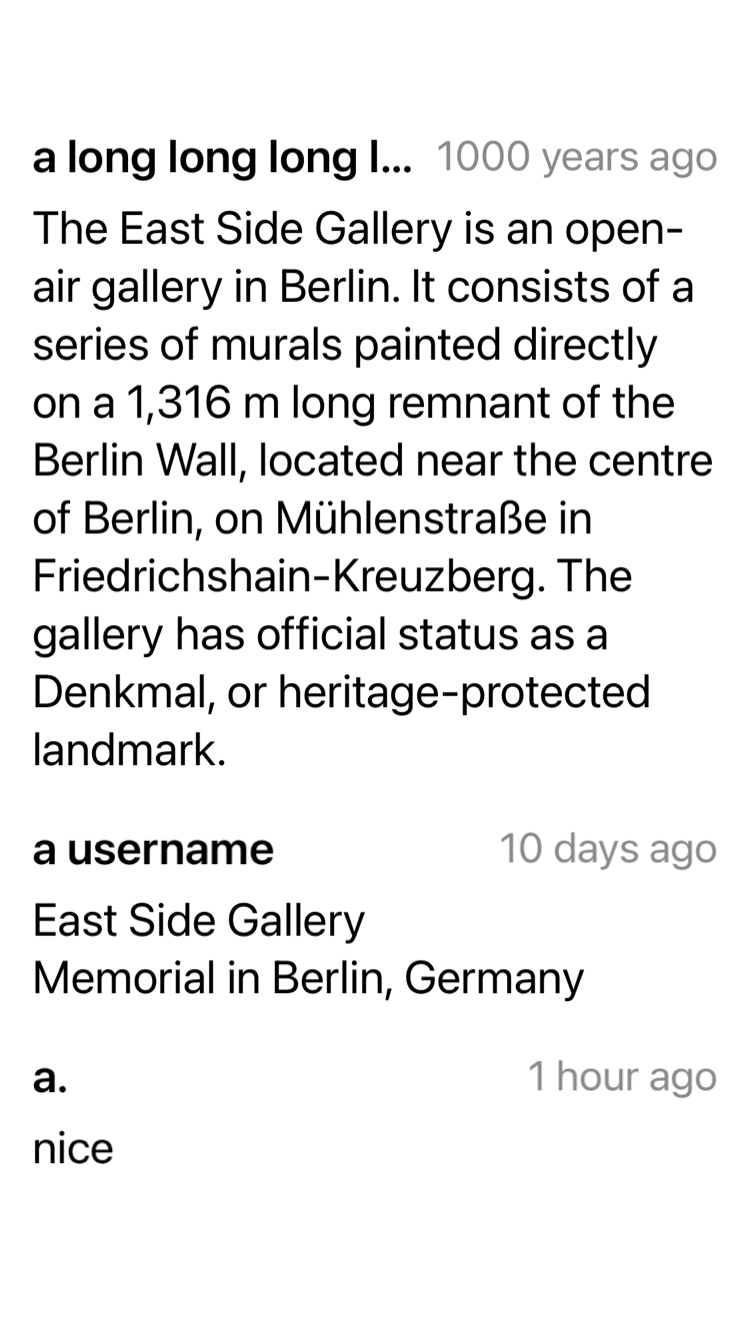 a long long long l... 1000 years ago
The East Side Gallery is an open-
air gallery in Berlin. It consists of a
series of murals painted directly
on a 1,316 m long remnant of the
Berlin Wall, located near the centre
of Berlin, on Mühlenstraße in
Friedrichshain-Kreuzberg. The
gallery has official status as a
Denkmal, or heritage-protected
landmark.
a username 10 days ago
East Side Gallery
Memorial in Berlin, Germany
a. 1 hour ago
nice